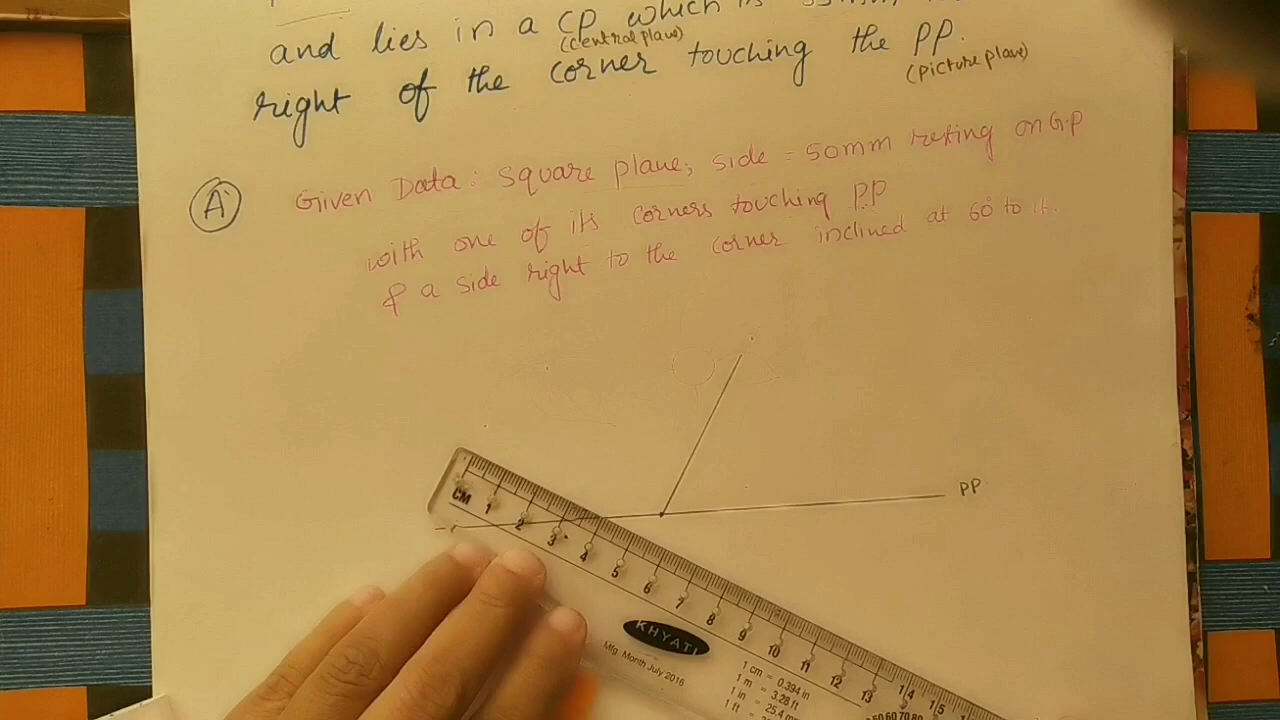 and lies in a CP which is
(central plane)
right of the corner touching the PP.
(picture plane)
A
Given Data: square plane, side = 50mm resting on G.P
with one of its corners touching PP
& a side right to the corner inclined at 60° to it.
PP
CM 1 2 3 4 5 6 7 8 9 10 11 12 13 14 15
KHYATI
Mfg. Month July 2016
1 cm = 0.394 in
1 m = 3.28 ft
1 in = 25.4 mm
1 ft =